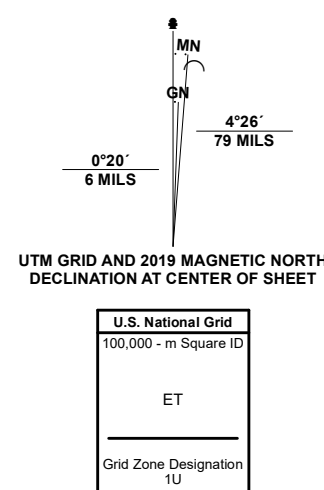 MN
GN
4°26´
79 MILS
0°20´
6 MILS
UTM GRID AND 2019 MAGNETIC NORTH
DECLINATION AT CENTER OF SHEET
U.S. National Grid
100,000 - m Square ID
ET
Grid Zone Designation
1U